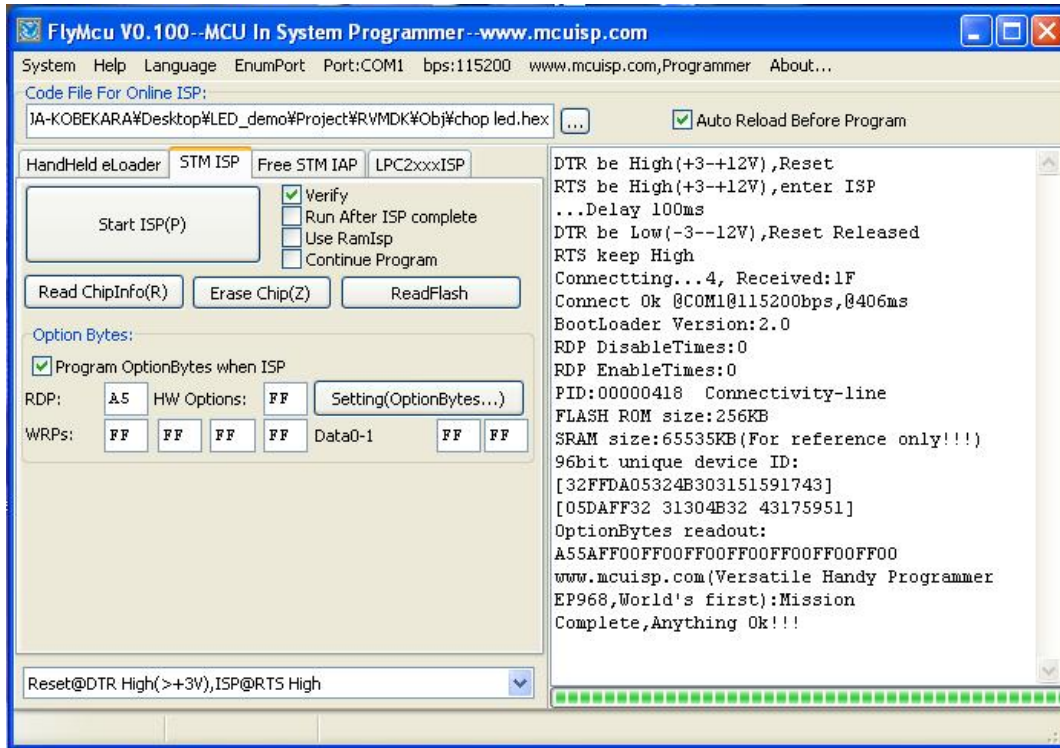 FlyMcu V0.100--MCU In System Programmer--www.mcuisp.com
System Help Language EnumPort Port:COM1 bps:115200 www.mcuisp.com,Programmer About...
Code File For Online ISP:
JA-KOBEKARA¥Desktop¥LED_demo¥Project¥RVMDK¥Obj¥chop led.hex ... Auto Reload Before Program
HandHeld eLoader STM ISP Free STM IAP LPC2xxxISP
Start ISP(P)
Verify
Run After ISP complete
Use RamIsp
Continue Program
Read ChipInfo(R) Erase Chip(Z) ReadFlash
Option Bytes:
Program OptionBytes when ISP
RDP: A5 HW Options: FF Setting(OptionBytes...)
WRPs: FF FF FF FF Data0-1 FF FF
Reset@DTR High(>+3V),ISP@RTS High
DTR be High(+3-+12V),Reset
RTS be High(+3-+12V),enter ISP
...Delay 100ms
DTR be Low(-3--12V),Reset Released
RTS keep High
Connectting...4, Received:1F
Connect Ok @COM1@115200bps,@406ms
BootLoader Version:2.0
RDP DisableTimes:0
RDP EnableTimes:0
PID:00000418 Connectivity-line
FLASH ROM size:256KB
SRAM size:65535KB(For reference only!!!)
96bit unique device ID:
[32FFDA05324B303151591743]
[05DAFF32 31304B32 43175951]
OptionBytes readout:
A55AFF00FF00FF00FF00FF00FF00FF00
www.mcuisp.com(Versatile Handy Programmer
EP968,World's first):Mission
Complete,Anything Ok!!!